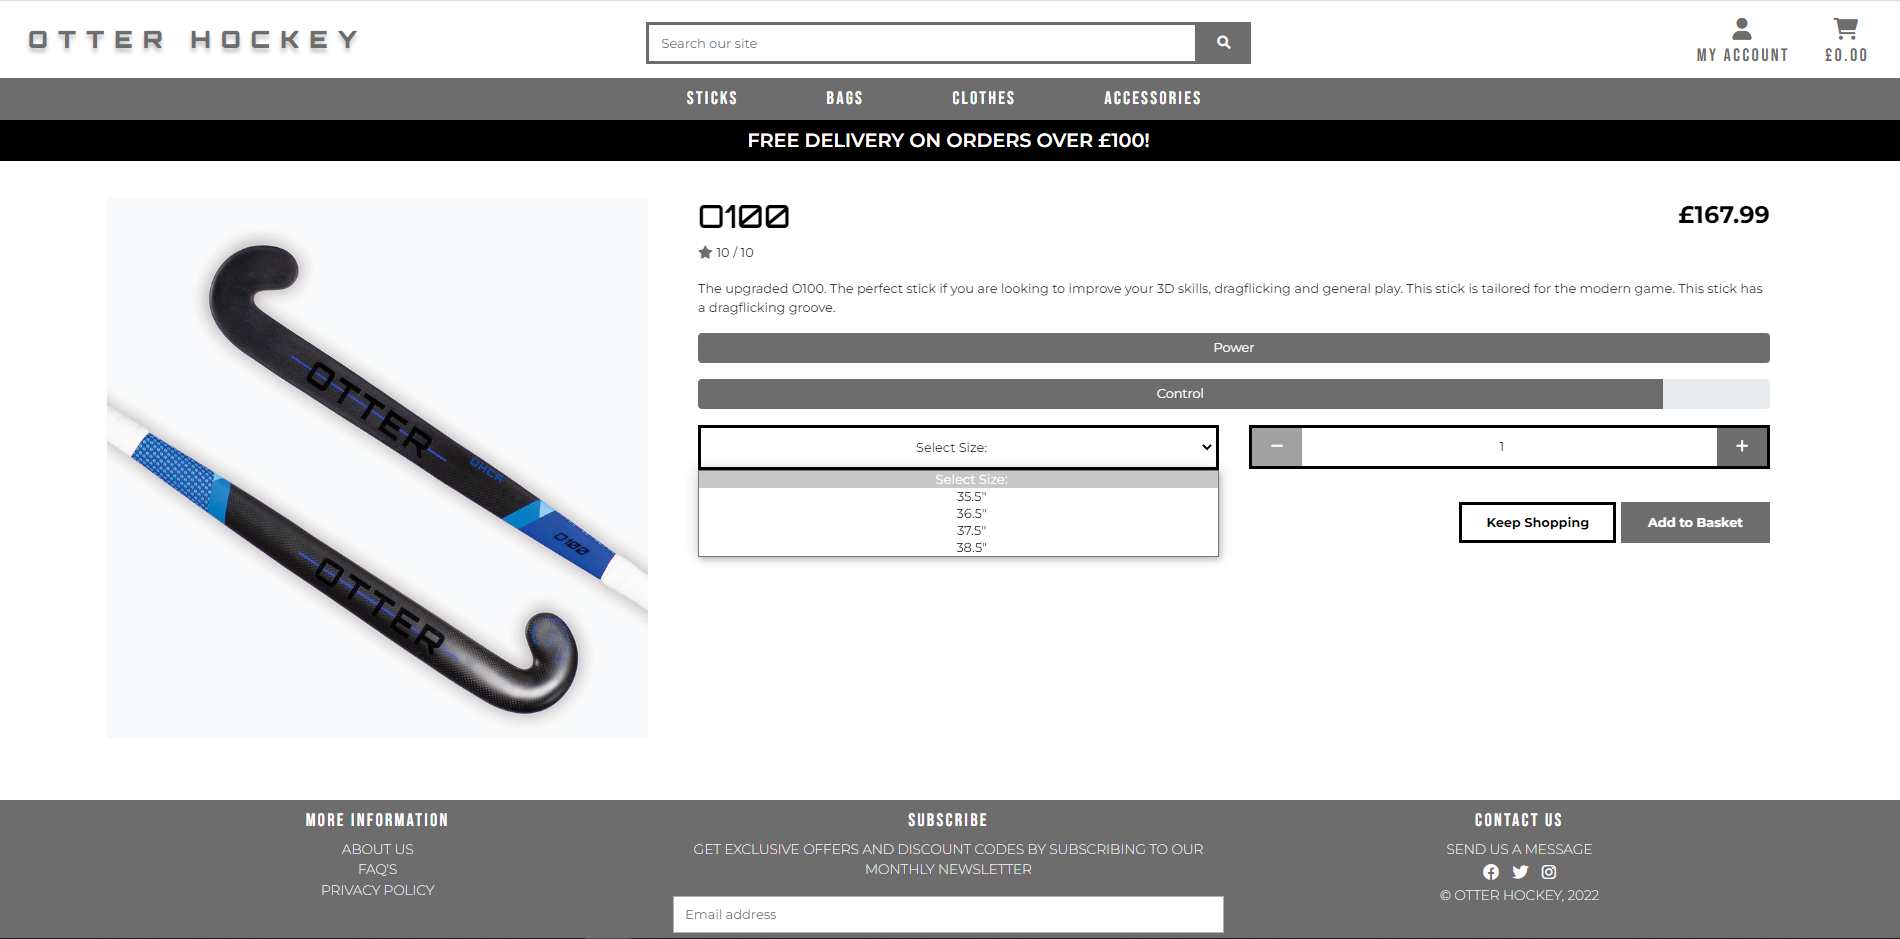 OTTER HOCKEY
Search our site
MY ACCOUNT
£0.00
STICKS
BAGS
CLOTHES
ACCESSORIES
FREE DELIVERY ON ORDERS OVER £100!
OTTER
OHCA
O100
OTTER
O100
£167.99
10 / 10
The upgraded O100. The perfect stick if you are looking to improve your 3D skills, dragflicking and general play. This stick is tailored for the modern game. This stick has
a dragflicking groove.
Power
Control
Select Size:
1
Select Size:
35.5"
36.5"
37.5"
38.5"
Keep Shopping
Add to Basket
MORE INFORMATION
ABOUT US
FAQ'S
PRIVACY POLICY
SUBSCRIBE
GET EXCLUSIVE OFFERS AND DISCOUNT CODES BY SUBSCRIBING TO OUR
MONTHLY NEWSLETTER
Email address
CONTACT US
SEND US A MESSAGE
© OTTER HOCKEY, 2022